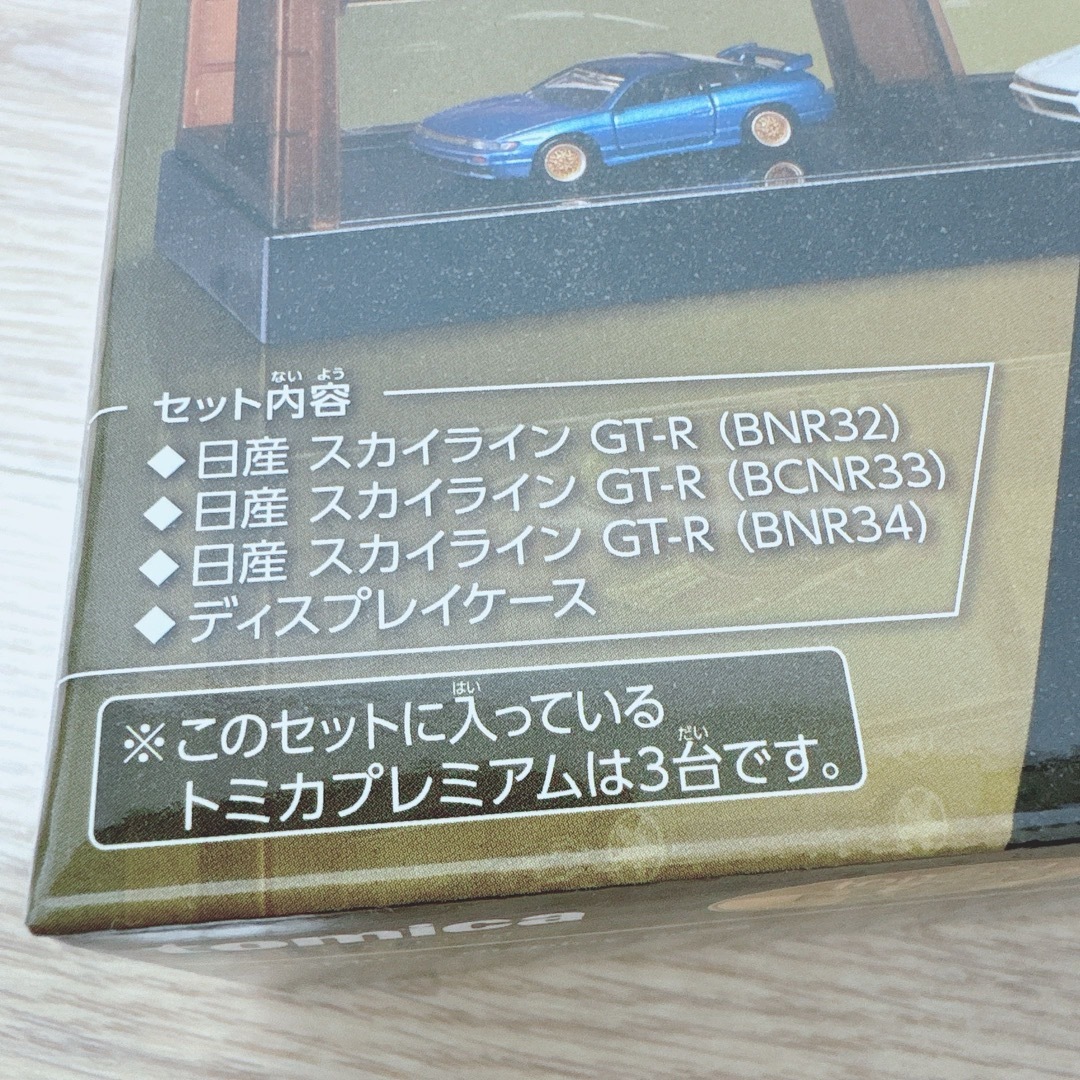 セット内容
ないよう
◆日産 スカイライン GT-R（BNR32）
◆日産 スカイライン GT-R（BCNR33）
◆日産 スカイライン GT-R（BNR34）
◆ディスプレイケース
※このセットに入っている
はい
トミカプレミアムは3台です。
だい
tomica